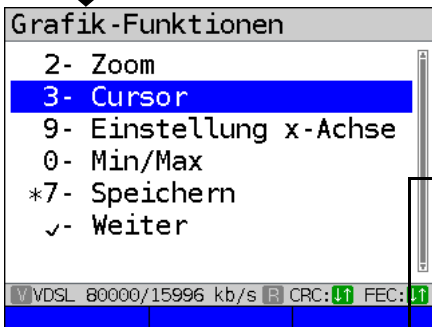 Grafik-Funktionen
2- Zoom
3- Cursor
9- Einstellung x-Achse
0- Min/Max
*7- Speichern
✓- Weiter
V VDSL 80000/15996 kb/s R CRC:↓↑ FEC:↓↑